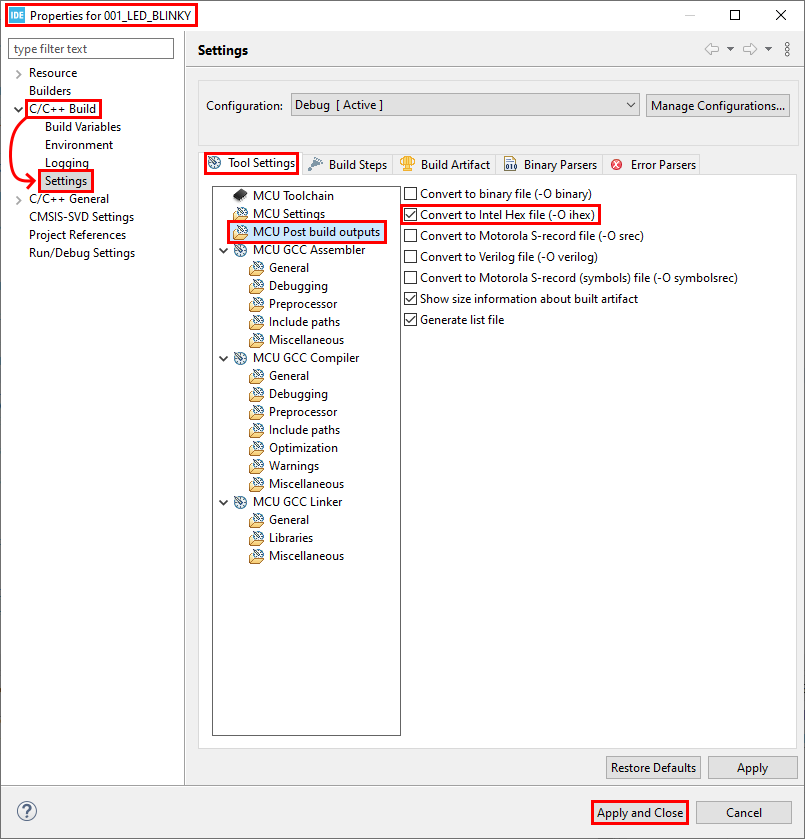 IDE Properties for 001_LED_BLINKY
type filter text
Resource
Builders
C/C++ Build
Build Variables
Environment
Logging
Settings
C/C++ General
CMSIS-SVD Settings
Project References
Run/Debug Settings
Settings
Configuration: Debug [ Active ] Manage Configurations...
Tool Settings Build Steps Build Artifact Binary Parsers Error Parsers
MCU Toolchain
MCU Settings
MCU Post build outputs
MCU GCC Assembler
General
Debugging
Preprocessor
Include paths
Miscellaneous
MCU GCC Compiler
General
Debugging
Preprocessor
Include paths
Optimization
Warnings
Miscellaneous
MCU GCC Linker
General
Libraries
Miscellaneous
Convert to binary file (-O binary)
Convert to Intel Hex file (-O ihex)
Convert to Motorola S-record file (-O srec)
Convert to Verilog file (-O verilog)
Convert to Motorola S-record (symbols) file (-O symbolsrec)
Show size information about built artifact
Generate list file
Restore Defaults Apply
? Apply and Close Cancel